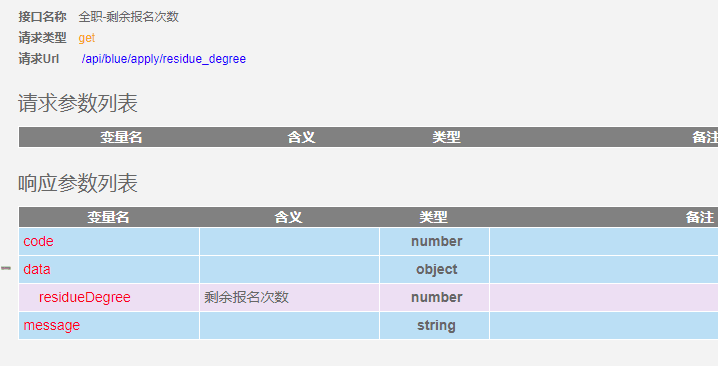 接口名称 全职-剩余报名次数
请求类型 get
请求Url /api/blue/apply/residue_degree
请求参数列表
变量名 含义 类型 备注
响应参数列表
变量名 含义 类型 备注
code number
data object
residueDegree 剩余报名次数 number
message string